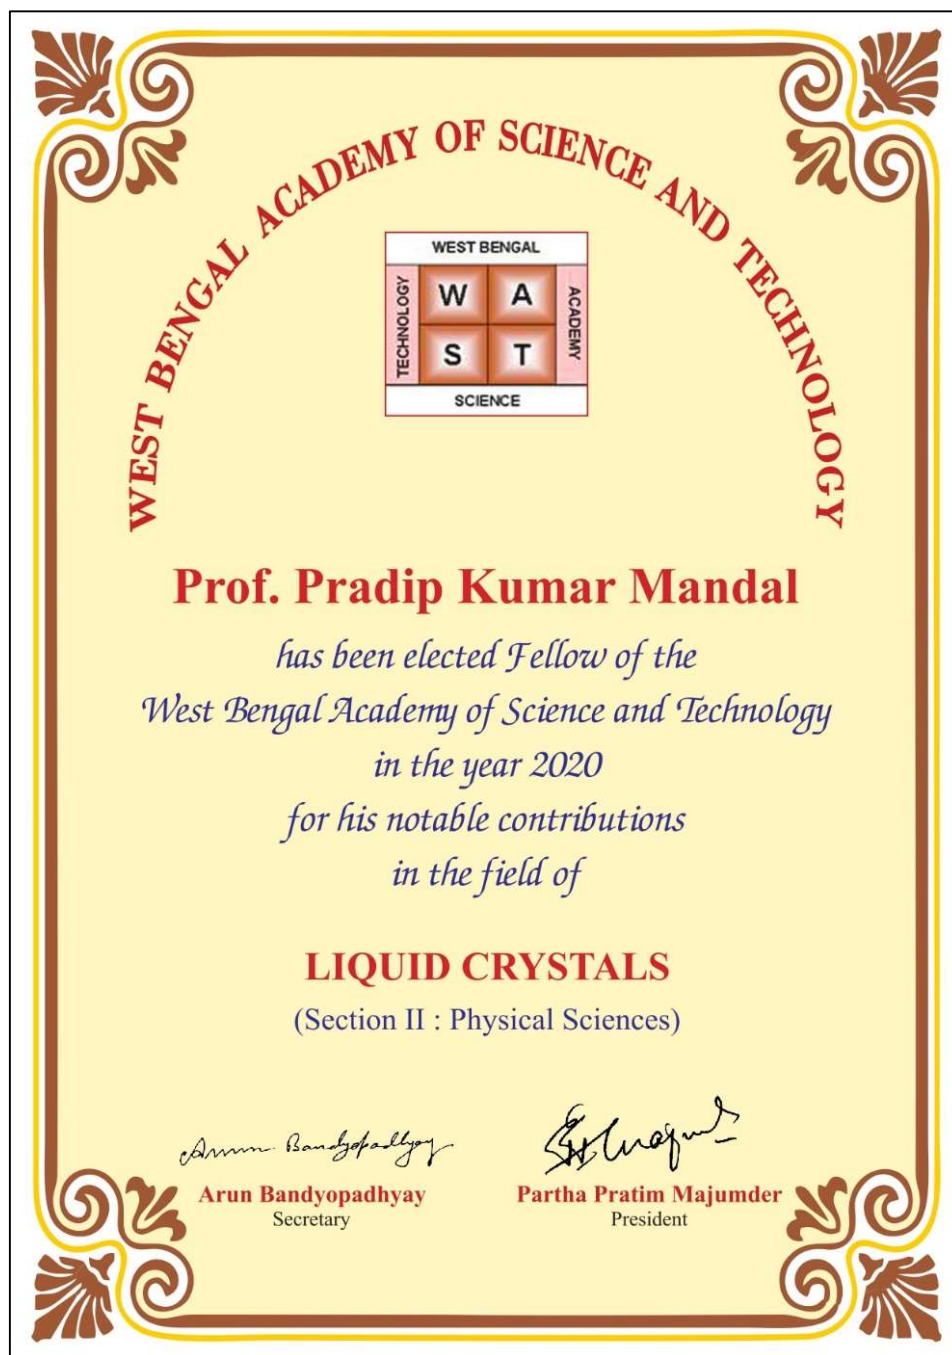 WEST BENGAL ACADEMY OF SCIENCE AND TECHNOLOGY
WEST BENGAL
TECHNOLOGY
W A
S T
ACADEMY
SCIENCE
Prof. Pradip Kumar Mandal
has been elected Fellow of the
West Bengal Academy of Science and Technology
in the year 2020
for his notable contributions
in the field of
LIQUID CRYSTALS
(Section II : Physical Sciences)
Arun Bandyopadhyay
Arun Bandyopadhyay
Secretary
Partha Pratim Majumder
President